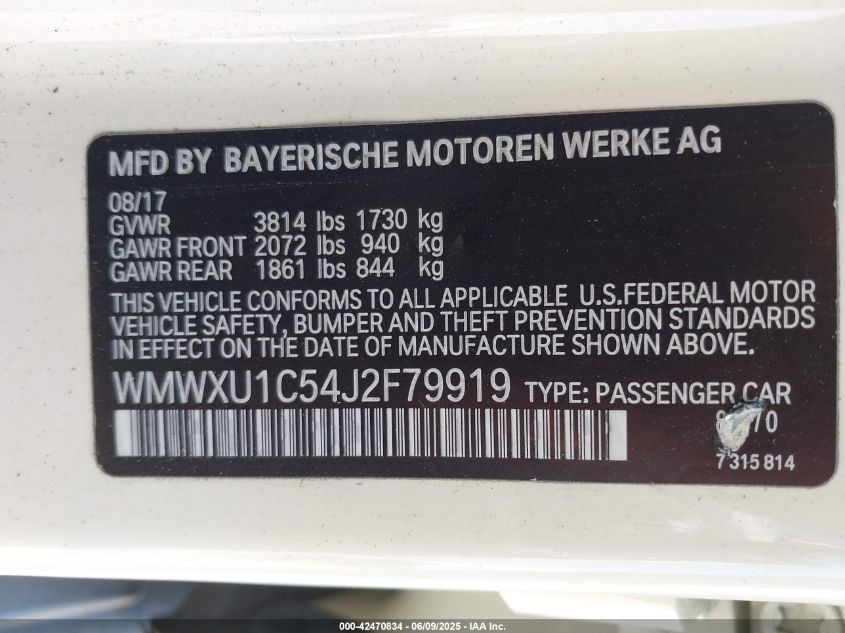 MFD BY BAYERISCHE MOTOREN WERKE AG
08/17
GVWR 3814 lbs 1730 kg
GAWR FRONT 2072 lbs 940 kg
GAWR REAR 1861 lbs 844 kg
THIS VEHICLE CONFORMS TO ALL APPLICABLE U.S.FEDERAL MOTOR
VEHICLE SAFETY, BUMPER AND THEFT PREVENTION STANDARDS
IN EFFECT ON THE DATE OF MANUFACTURE SHOWN ABOVE.
WMWXU1C54J2F79919 TYPE: PASSENGER CAR
7 315 814
000-42470834 - 06/09/2025 - IAA Inc.